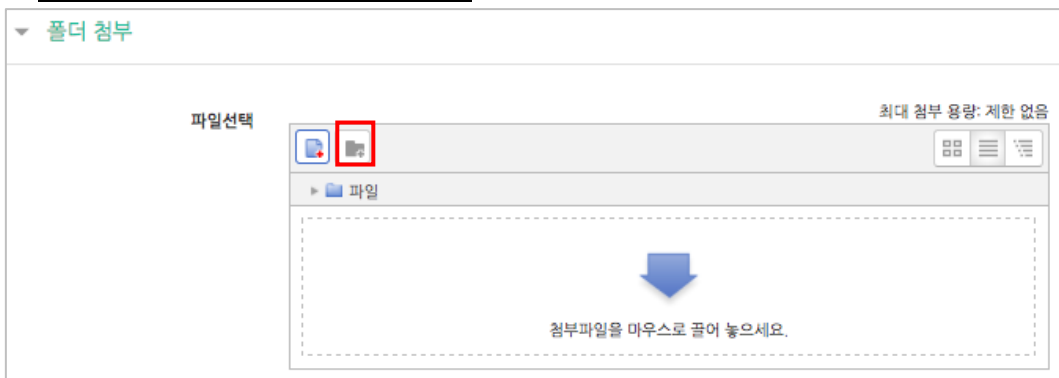 폴더 첨부
최대 첨부 용량: 제한 없음
파일선택
파일
첨부파일을 마우스로 끌어 놓으세요.